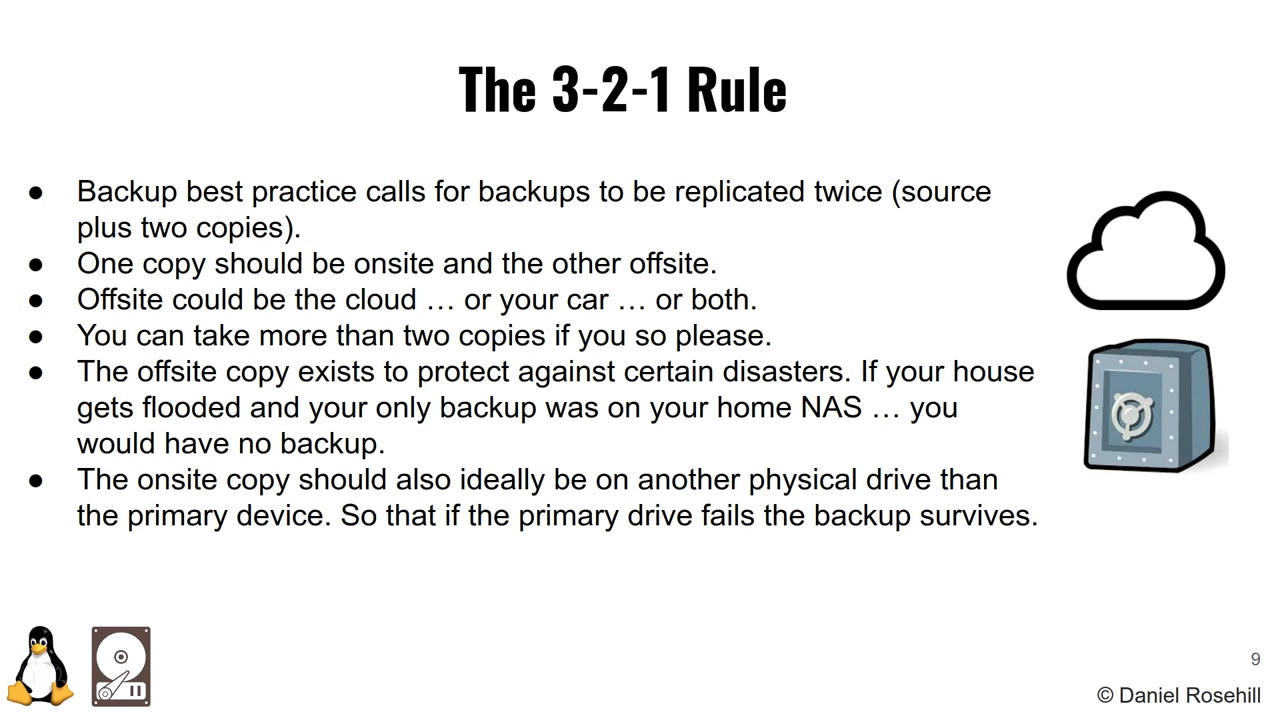 The 3-2-1 Rule
● Backup best practice calls for backups to be replicated twice (source
plus two copies).
● One copy should be onsite and the other offsite.
● Offsite could be the cloud … or your car … or both.
● You can take more than two copies if you so please.
● The offsite copy exists to protect against certain disasters. If your house
gets flooded and your only backup was on your home NAS … you
would have no backup.
● The onsite copy should also ideally be on another physical drive than
the primary device. So that if the primary drive fails the backup survives.
9
© Daniel Rosehill